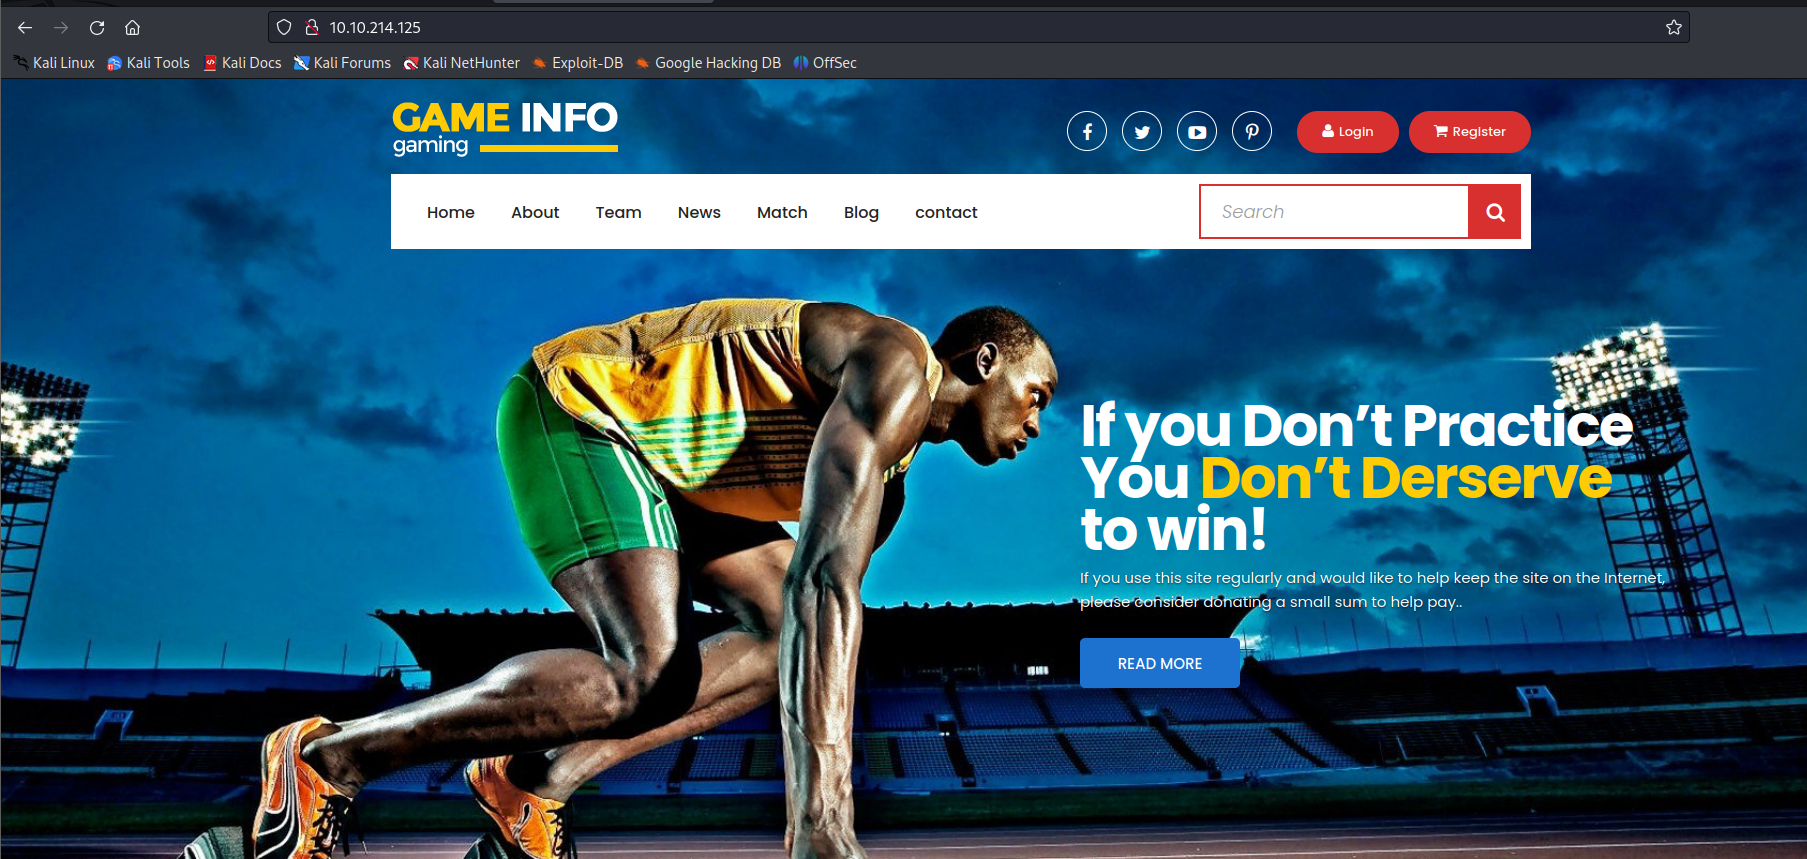 10.10.214.125
Kali Linux Kali Tools Kali Docs Kali Forums Kali NetHunter Exploit-DB Google Hacking DB OffSec
GAME INFO
gaming
Login Register
Home About Team News Match Blog contact
Search
If you Don’t Practice
You Don’t Derserve
to win!
If you use this site regularly and would like to help keep the site on the Internet,
please consider donating a small sum to help pay..
READ MORE